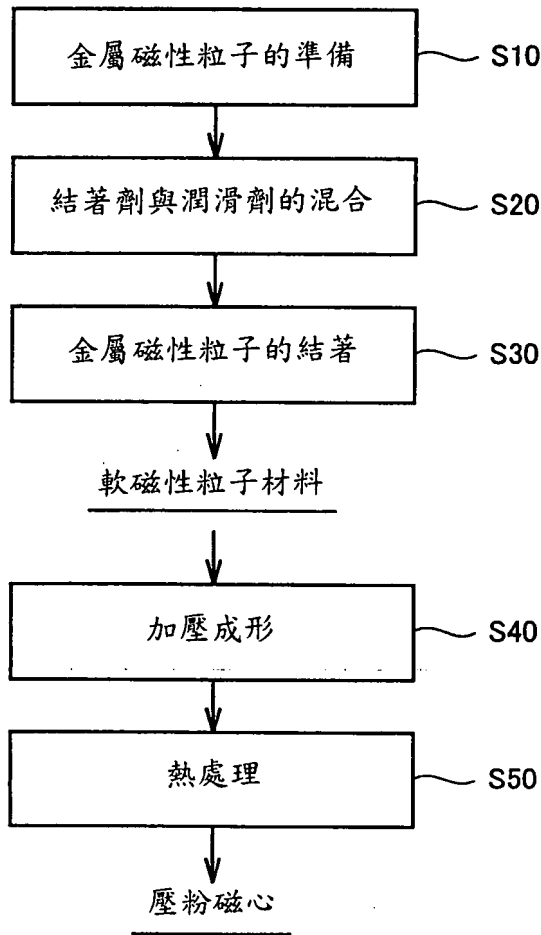 金屬磁性粒子的準備 S10
結著劑與潤滑劑的混合 S20
金屬磁性粒子的結著 S30
軟磁性粒子材料
加壓成形 S40
熱處理 S50
壓粉磁心